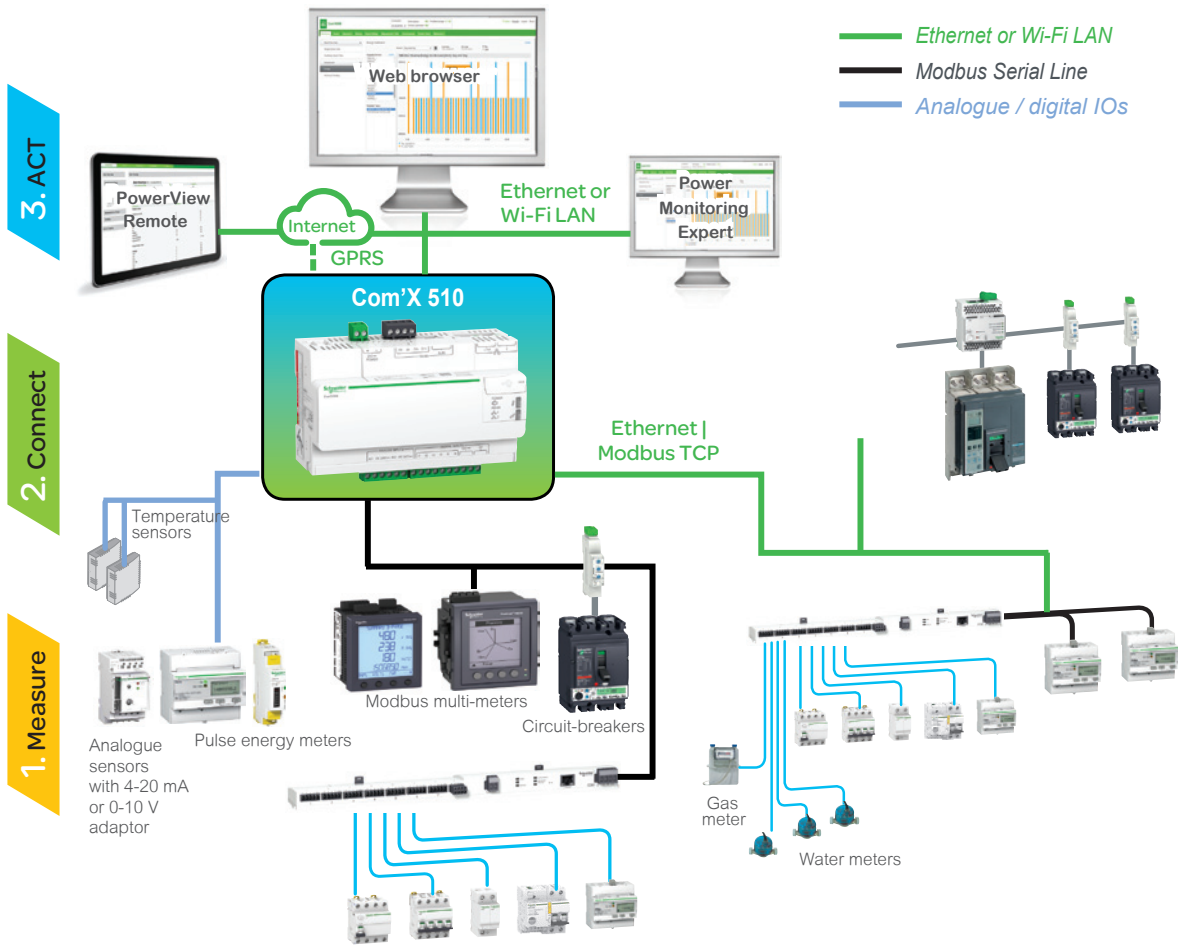 Ethernet or Wi-Fi LAN
Modbus Serial Line
Analogue / digital IOs
3. ACT
Web browser
PowerView
Remote
Internet
GPRS
Ethernet or
Wi-Fi LAN
Power
Monitoring
Expert
Com'X 510
Schneider
2. Connect
Ethernet |
Modbus TCP
Temperature
sensors
1. Measure
Analogue
sensors
with 4-20 mA
or 0-10 V
adaptor
Pulse energy meters
Modbus multi-meters
Circuit-breakers
Gas
meter
Water meters